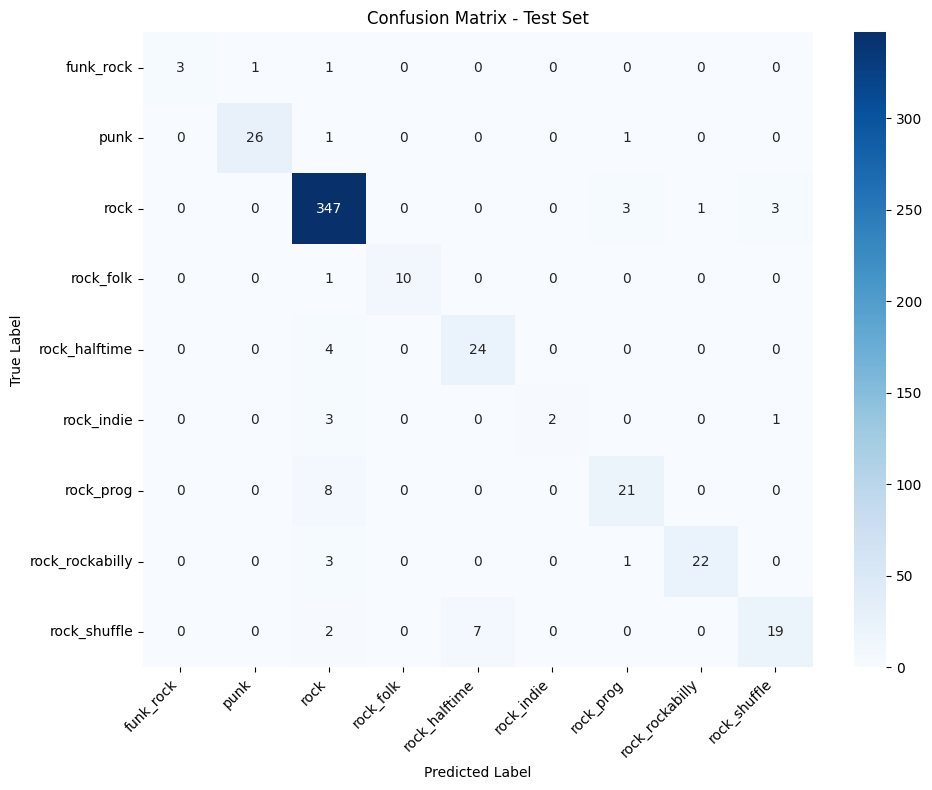 Confusion Matrix - Test Set
True Label
funk_rock 3 1 1 0 0 0 0 0 0
punk 0 26 1 0 0 0 1 0 0
rock 0 0 347 0 0 0 3 1 3
rock_folk 0 0 1 10 0 0 0 0 0
rock_halftime 0 0 4 0 24 0 0 0 0
rock_indie 0 0 3 0 0 2 0 0 1
rock_prog 0 0 8 0 0 0 21 0 0
rock_rockabilly 0 0 3 0 0 0 1 22 0
rock_shuffle 0 0 2 0 7 0 0 0 19
funk_rock punk rock rock_folk rock_halftime rock_indie rock_prog rock_rockabilly rock_shuffle
Predicted Label
300
250
200
150
100
50
0